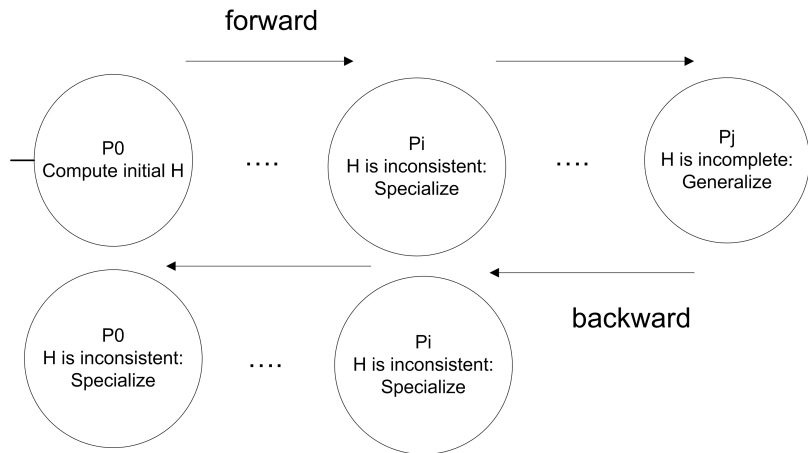 forward
P0
Compute initial H
....
Pi
H is inconsistent:
Specialize
....
Pj
H is incomplete:
Generalize
P0
H is inconsistent:
Specialize
....
Pi
H is inconsistent:
Specialize
backward